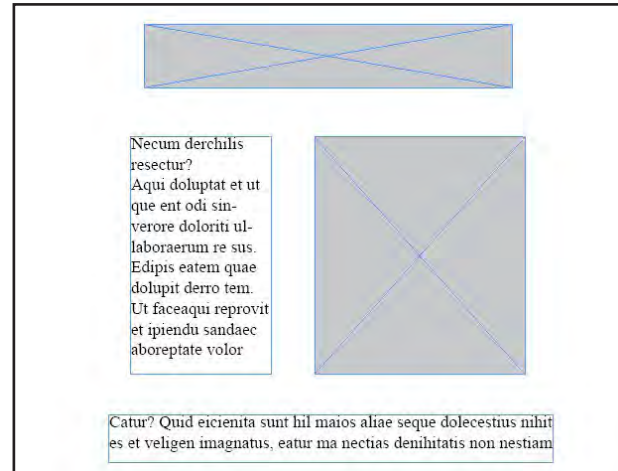 Necum derchilis
resectur?
Aqui doluptat et ut
que ent odi sin-
verore doloriti ul-
laboraerum re sus.
Edipis eatem quae
dolupit derro tem.
Ut faceaqui reprovit
et ipiendu sandaec
aboreptate volor
Catur? Quid eicienita sunt hil maios aliae seque dolecestius nihit
es et veligen imagnatus, eatur ma nectias denihitatis non nestiam